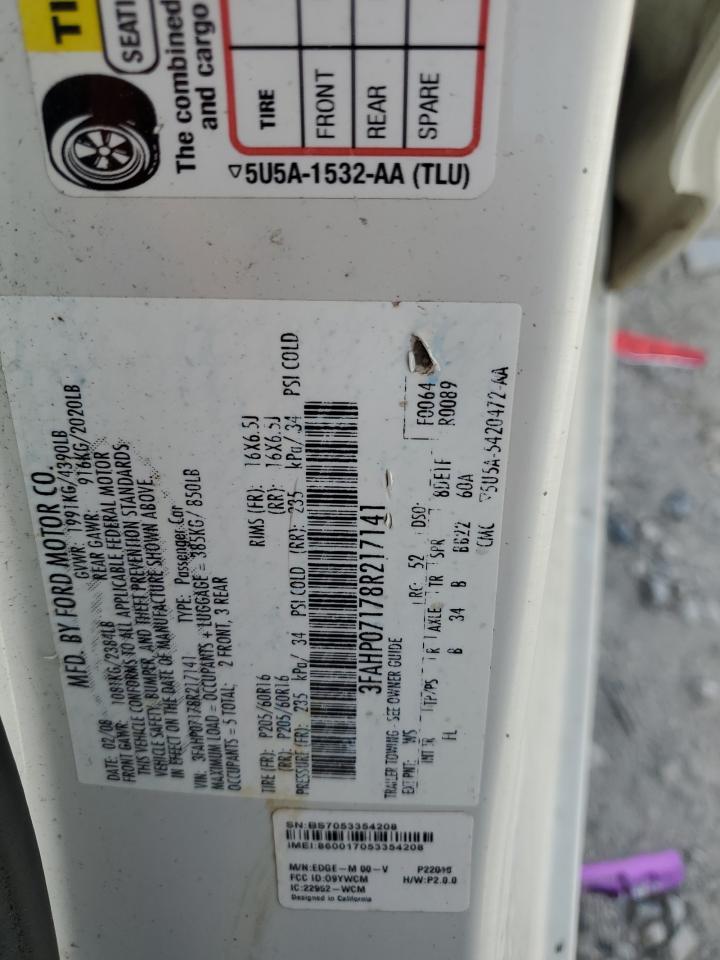 TI
SEATI
The combined
and cargo
TIRE
FRONT
REAR
SPARE
5U5A-1532-AA (TLU)
MFD. BY FORD MOTOR CO.
DATE: 02/08 GVWR: 1991KG/4390LB
FRONT GAWR: 1081KG/2384LB REAR GAWR: 916KG/2020LB
THIS VEHICLE CONFORMS TO ALL APPLICABLE FEDERAL MOTOR
VEHICLE SAFETY, BUMPER, AND THEFT PREVENTION STANDARDS
IN EFFECT ON THE DATE OF MANUFACTURE SHOWN ABOVE.
VIN: 3FAHP07178R217141 TYPE: Passenger Car
MAXIMUM LOAD = OCCUPANTS + LUGGAGE = 385KG/ 850LB
OCCUPANTS = 5 TOTAL: 2 FRONT, 3 REAR
TIRE (FR): P205/60R16 RIMS (FR): 16X6.5J
(RR): P205/60R16 (RR): 16X6.5J
PRESSURE (FR): 235 kPa/ 34 PSI COLD (RR): 235 kPa/ 34 PSI COLD
3FAHP07178R217141
TRAILER TOWING - SEE OWNER GUIDE F0064
R0089
EXT PNT: WS RC: 52 DSO: 8DE1F
60A
INT TR TP/PS R AXLE TR SPR
FL B 34 B BB22
CMC 5U5A-5420472-AA
SN:BS7053354208
IMEI:860017053354208
M/N:EDGE-M 00-V
FCC ID:O9YWCM H/W:P2.0.0
IC:22952-WCM
Designed in California